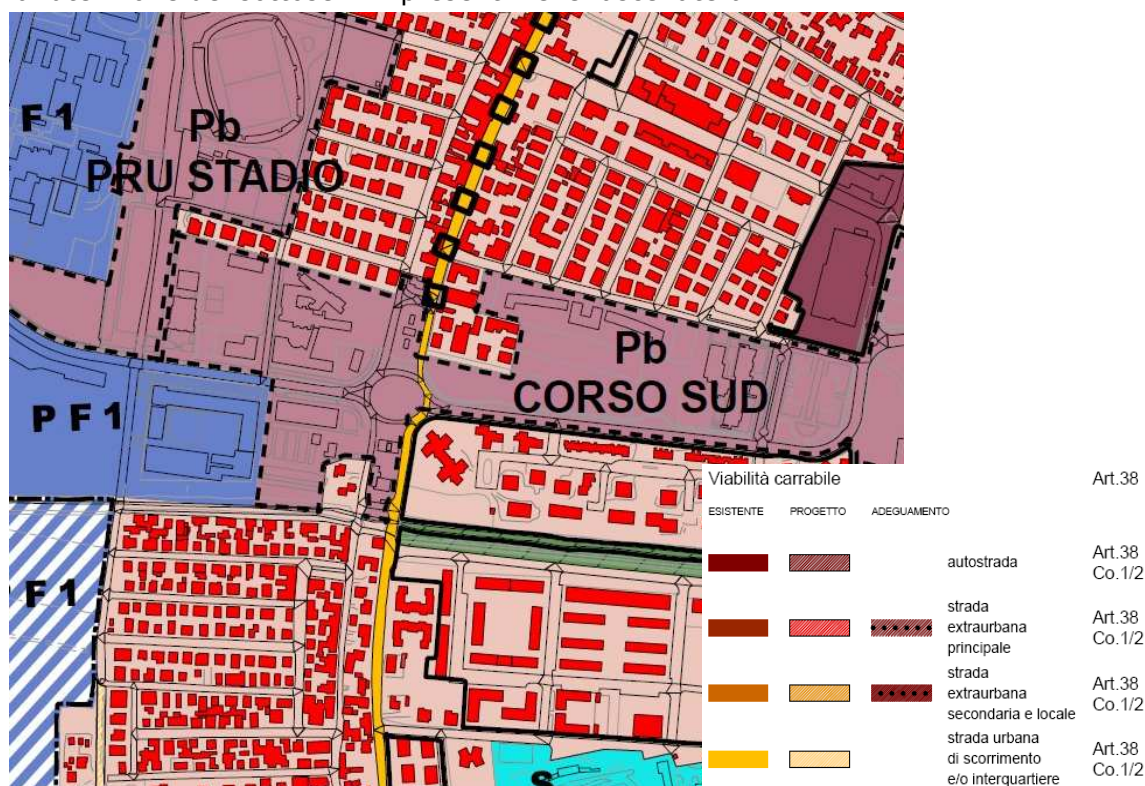 F 1
Pb
PRU STADIO
Pb
CORSO SUD
P F 1
F 1
S
Viabilità carrabile Art.38
ESISTENTE PROGETTO ADEGUAMENTO
autostrada Art.38 Co.1/2
strada extraurbana principale Art.38 Co.1/2
strada extraurbana secondaria e locale Art.38 Co.1/2
strada urbana di scorrimento e/o interquartiere Art.38 Co.1/2